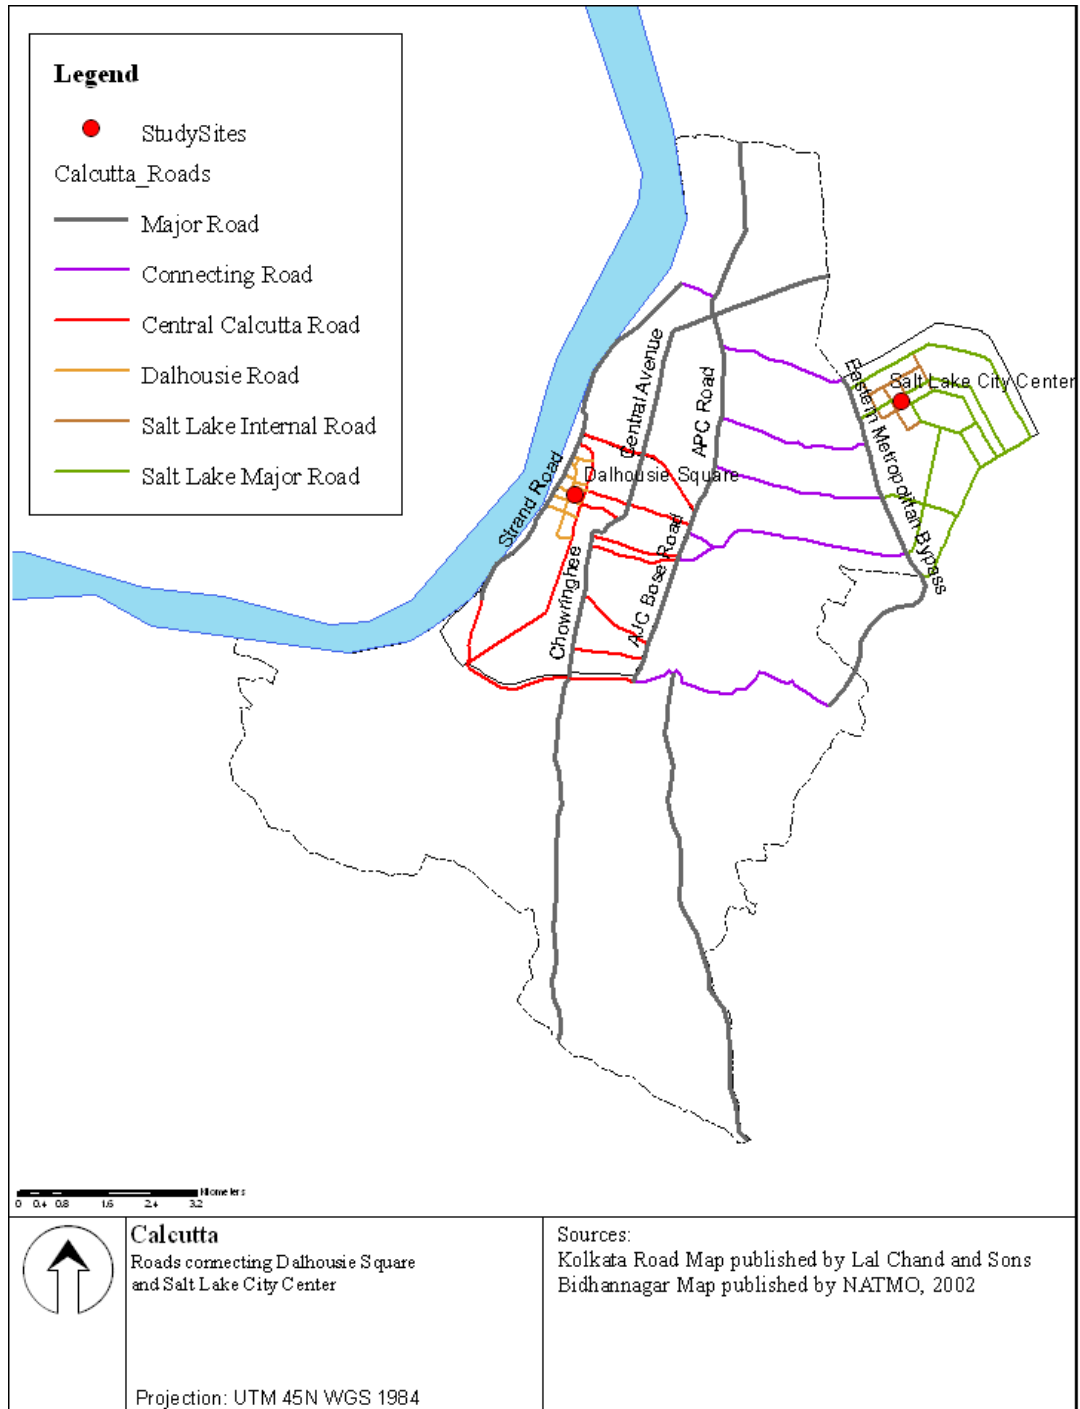 Legend
StudySites
Calcutta_Roads
Major Road
Connecting Road
Central Calcutta Road
Dalhousie Road
Salt Lake Internal Road
Salt Lake Major Road
Central Avenue
APC Road
Eastern Metropolitan Bypass
Salt Lake City Center
Strand Road
Dalhousie Square
Chowringhee
AJC Bose Road
Kilometers
0 0.4 0.8 1.6 2.4 3.2
Calcutta
Roads connecting Dalhousie Square
and Salt Lake City Center
Projection: UTM 45N WGS 1984
Sources:
Kolkata Road Map published by Lal Chand and Sons
Bidhannagar Map published by NATMO, 2002